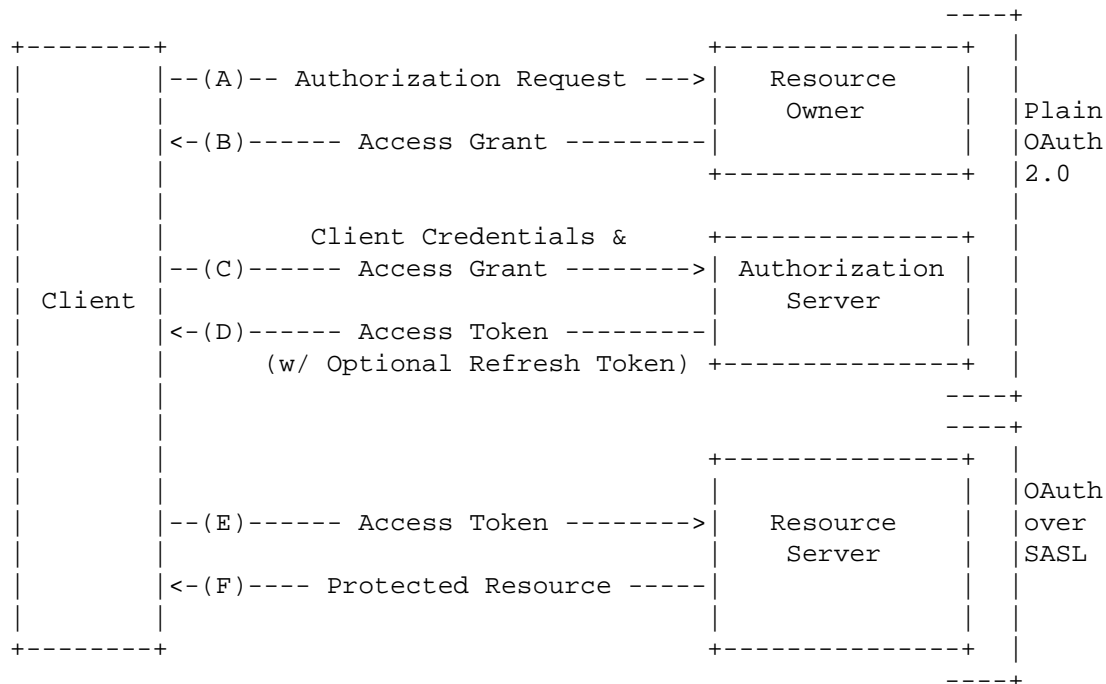 --(A)-- Authorization Request --->
Resource
Owner
<-(B)------ Access Grant ---------
Plain
OAuth
2.0
Client Credentials &
--(C)------ Access Grant -------->
Authorization
Server
Client
<-(D)------ Access Token ---------
(w/ Optional Refresh Token)
--(E)------ Access Token -------->
Resource
Server
<-(F)---- Protected Resource -----
OAuth
over
SASL